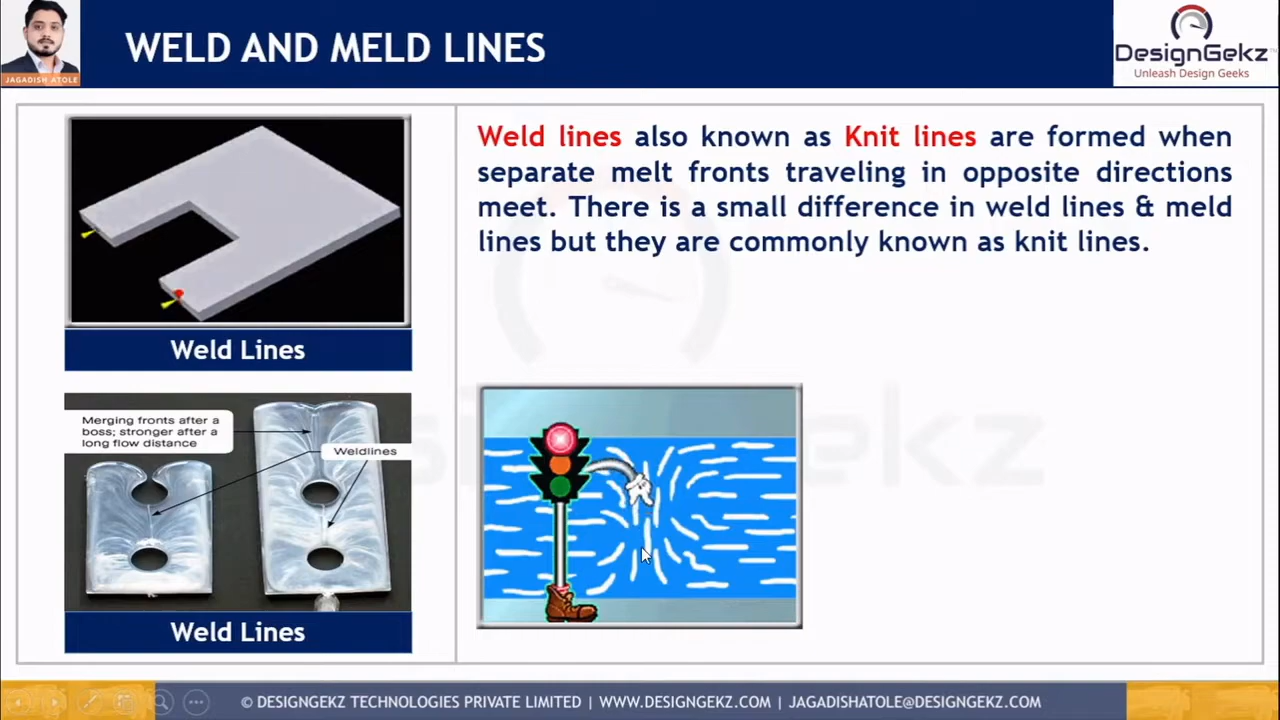 JAGADISH ATOLE
WELD AND MELD LINES
DesignGekz
Unleash Design Geeks
Weld lines also known as Knit lines are formed when
separate melt fronts traveling in opposite directions
meet. There is a small difference in weld lines & meld
lines but they are commonly known as knit lines.
Weld Lines
Merging fronts after a
boss; stronger after a
long flow distance
Weldlines
Weld Lines
© DESIGNGEKZ TECHNOLOGIES PRIVATE LIMITED | WWW.DESIGNGEKZ.COM | JAGADISHATOLE@DESIGNGEKZ.COM